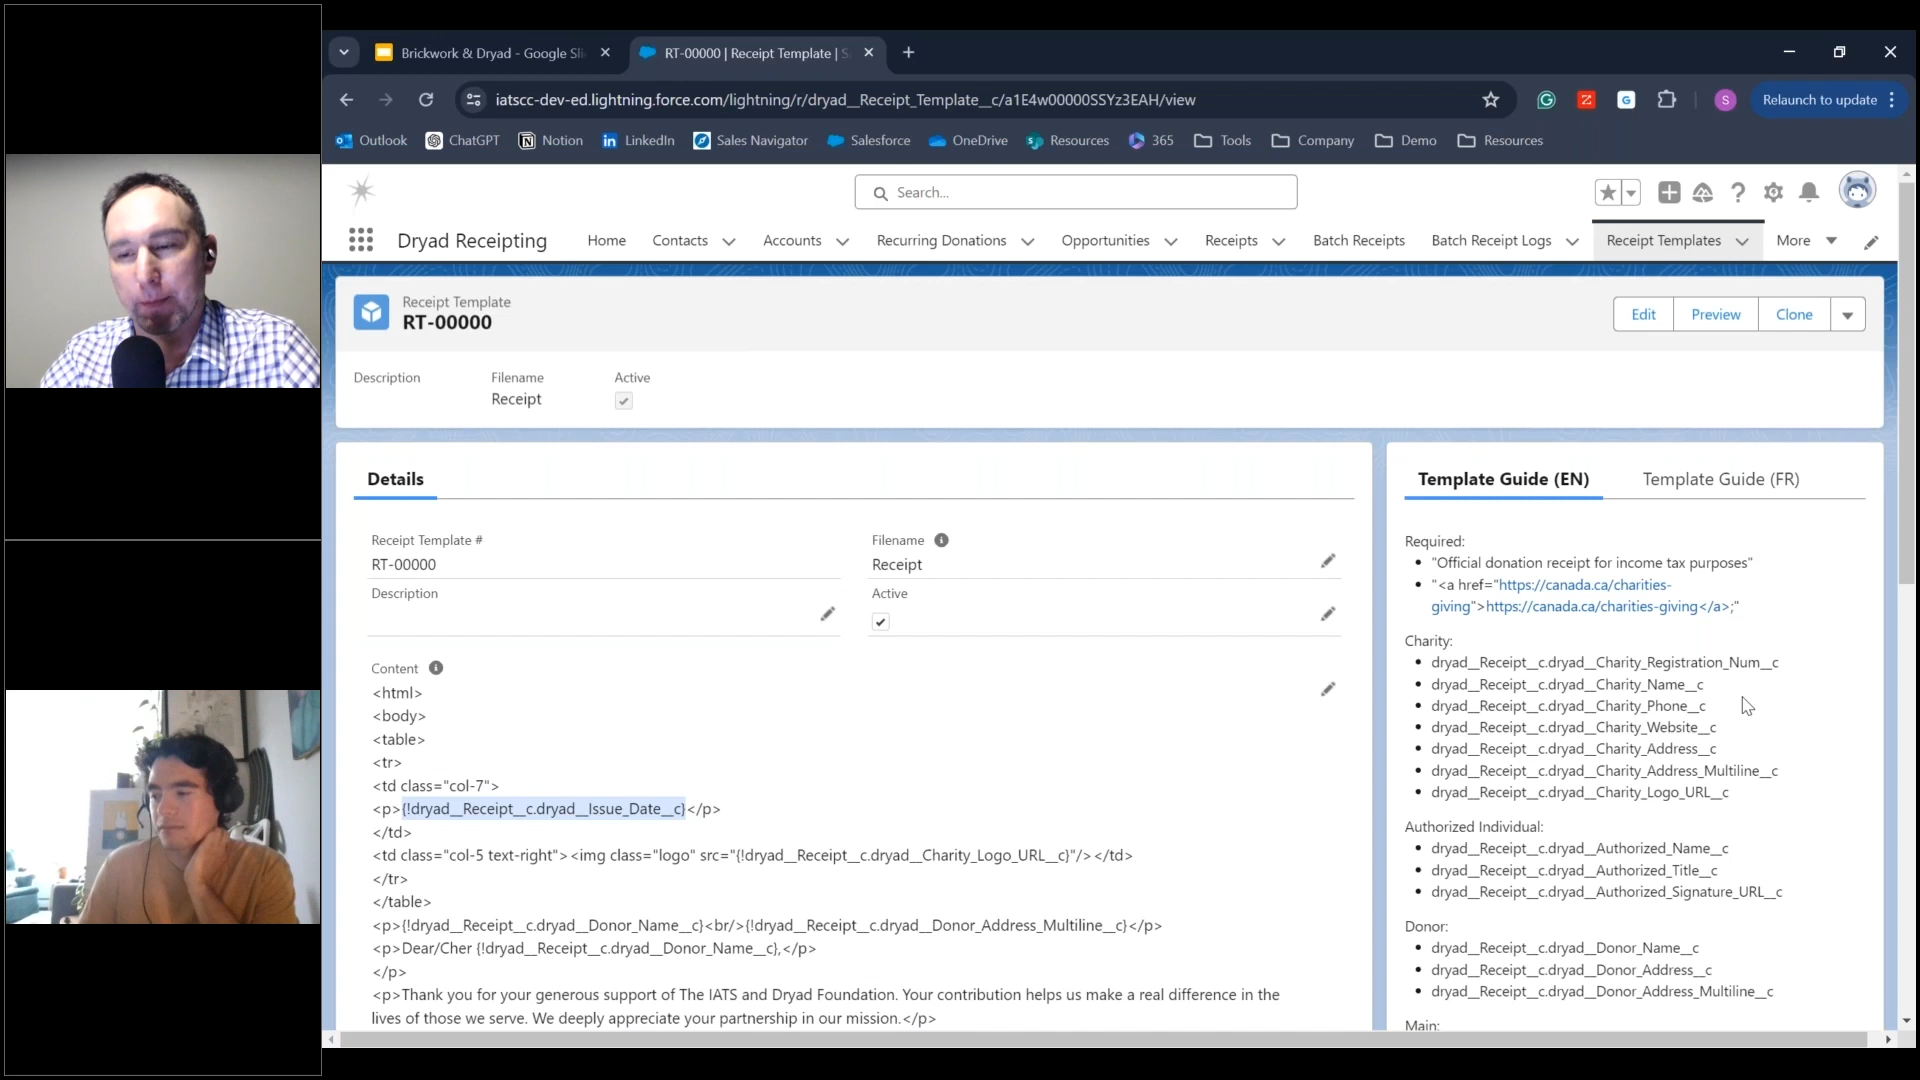 Brickwork & Dryad - Google Sli
RT-00000 | Receipt Template | S
iatscc-dev-ed.lightning.force.com/lightning/r/dryad__Receipt_Template__c/a1E4w00000SSYz3EAH/view
S
Relaunch to update
Outlook
ChatGPT
Notion
LinkedIn
Sales Navigator
Salesforce
OneDrive
Resources
365
Tools
Company
Demo
Resources
Search...
Dryad Receipting
Home
Contacts
Accounts
Recurring Donations
Opportunities
Receipts
Batch Receipts
Batch Receipt Logs
Receipt Templates
More
Receipt Template
RT-00000
Edit
Preview
Clone
Description
Filename
Active
Receipt
Details
Receipt Template #
RT-00000
Filename
Receipt
Description
Active
Content
<html>
<body>
<table>
<tr>
<td class="col-7">
<p>{!dryad__Receipt__c.dryad__Issue_Date__c}</p>
</td>
<td class="col-5 text-right"><img class="logo" src="{!dryad__Receipt__c.dryad__Charity_Logo_URL__c}"/></td>
</tr>
</table>
<p>{!dryad__Receipt__c.dryad__Donor_Name__c}<br/>{!dryad__Receipt__c.dryad__Donor_Address_Multiline__c}</p>
<p>Dear/Cher {!dryad__Receipt__c.dryad__Donor_Name__c},</p>
</p>
<p>Thank you for your generous support of The IATS and Dryad Foundation. Your contribution helps us make a real difference in the
lives of those we serve. We deeply appreciate your partnership in our mission.</p>
Template Guide (EN)
Template Guide (FR)
Required:
"Official donation receipt for income tax purposes"
"<a href="https://canada.ca/charities-
giving">https://canada.ca/charities-giving</a>;"
Charity:
dryad__Receipt__c.dryad__Charity_Registration_Num__c
dryad__Receipt__c.dryad__Charity_Name__c
dryad__Receipt__c.dryad__Charity_Phone__c
dryad__Receipt__c.dryad__Charity_Website__c
dryad__Receipt__c.dryad__Charity_Address__c
dryad__Receipt__c.dryad__Charity_Address_Multiline__c
dryad__Receipt__c.dryad__Charity_Logo_URL__c
Authorized Individual:
dryad__Receipt__c.dryad__Authorized_Name__c
dryad__Receipt__c.dryad__Authorized_Title__c
dryad__Receipt__c.dryad__Authorized_Signature_URL__c
Donor:
dryad__Receipt__c.dryad__Donor_Name__c
dryad__Receipt__c.dryad__Donor_Address__c
dryad__Receipt__c.dryad__Donor_Address_Multiline__c
Main: